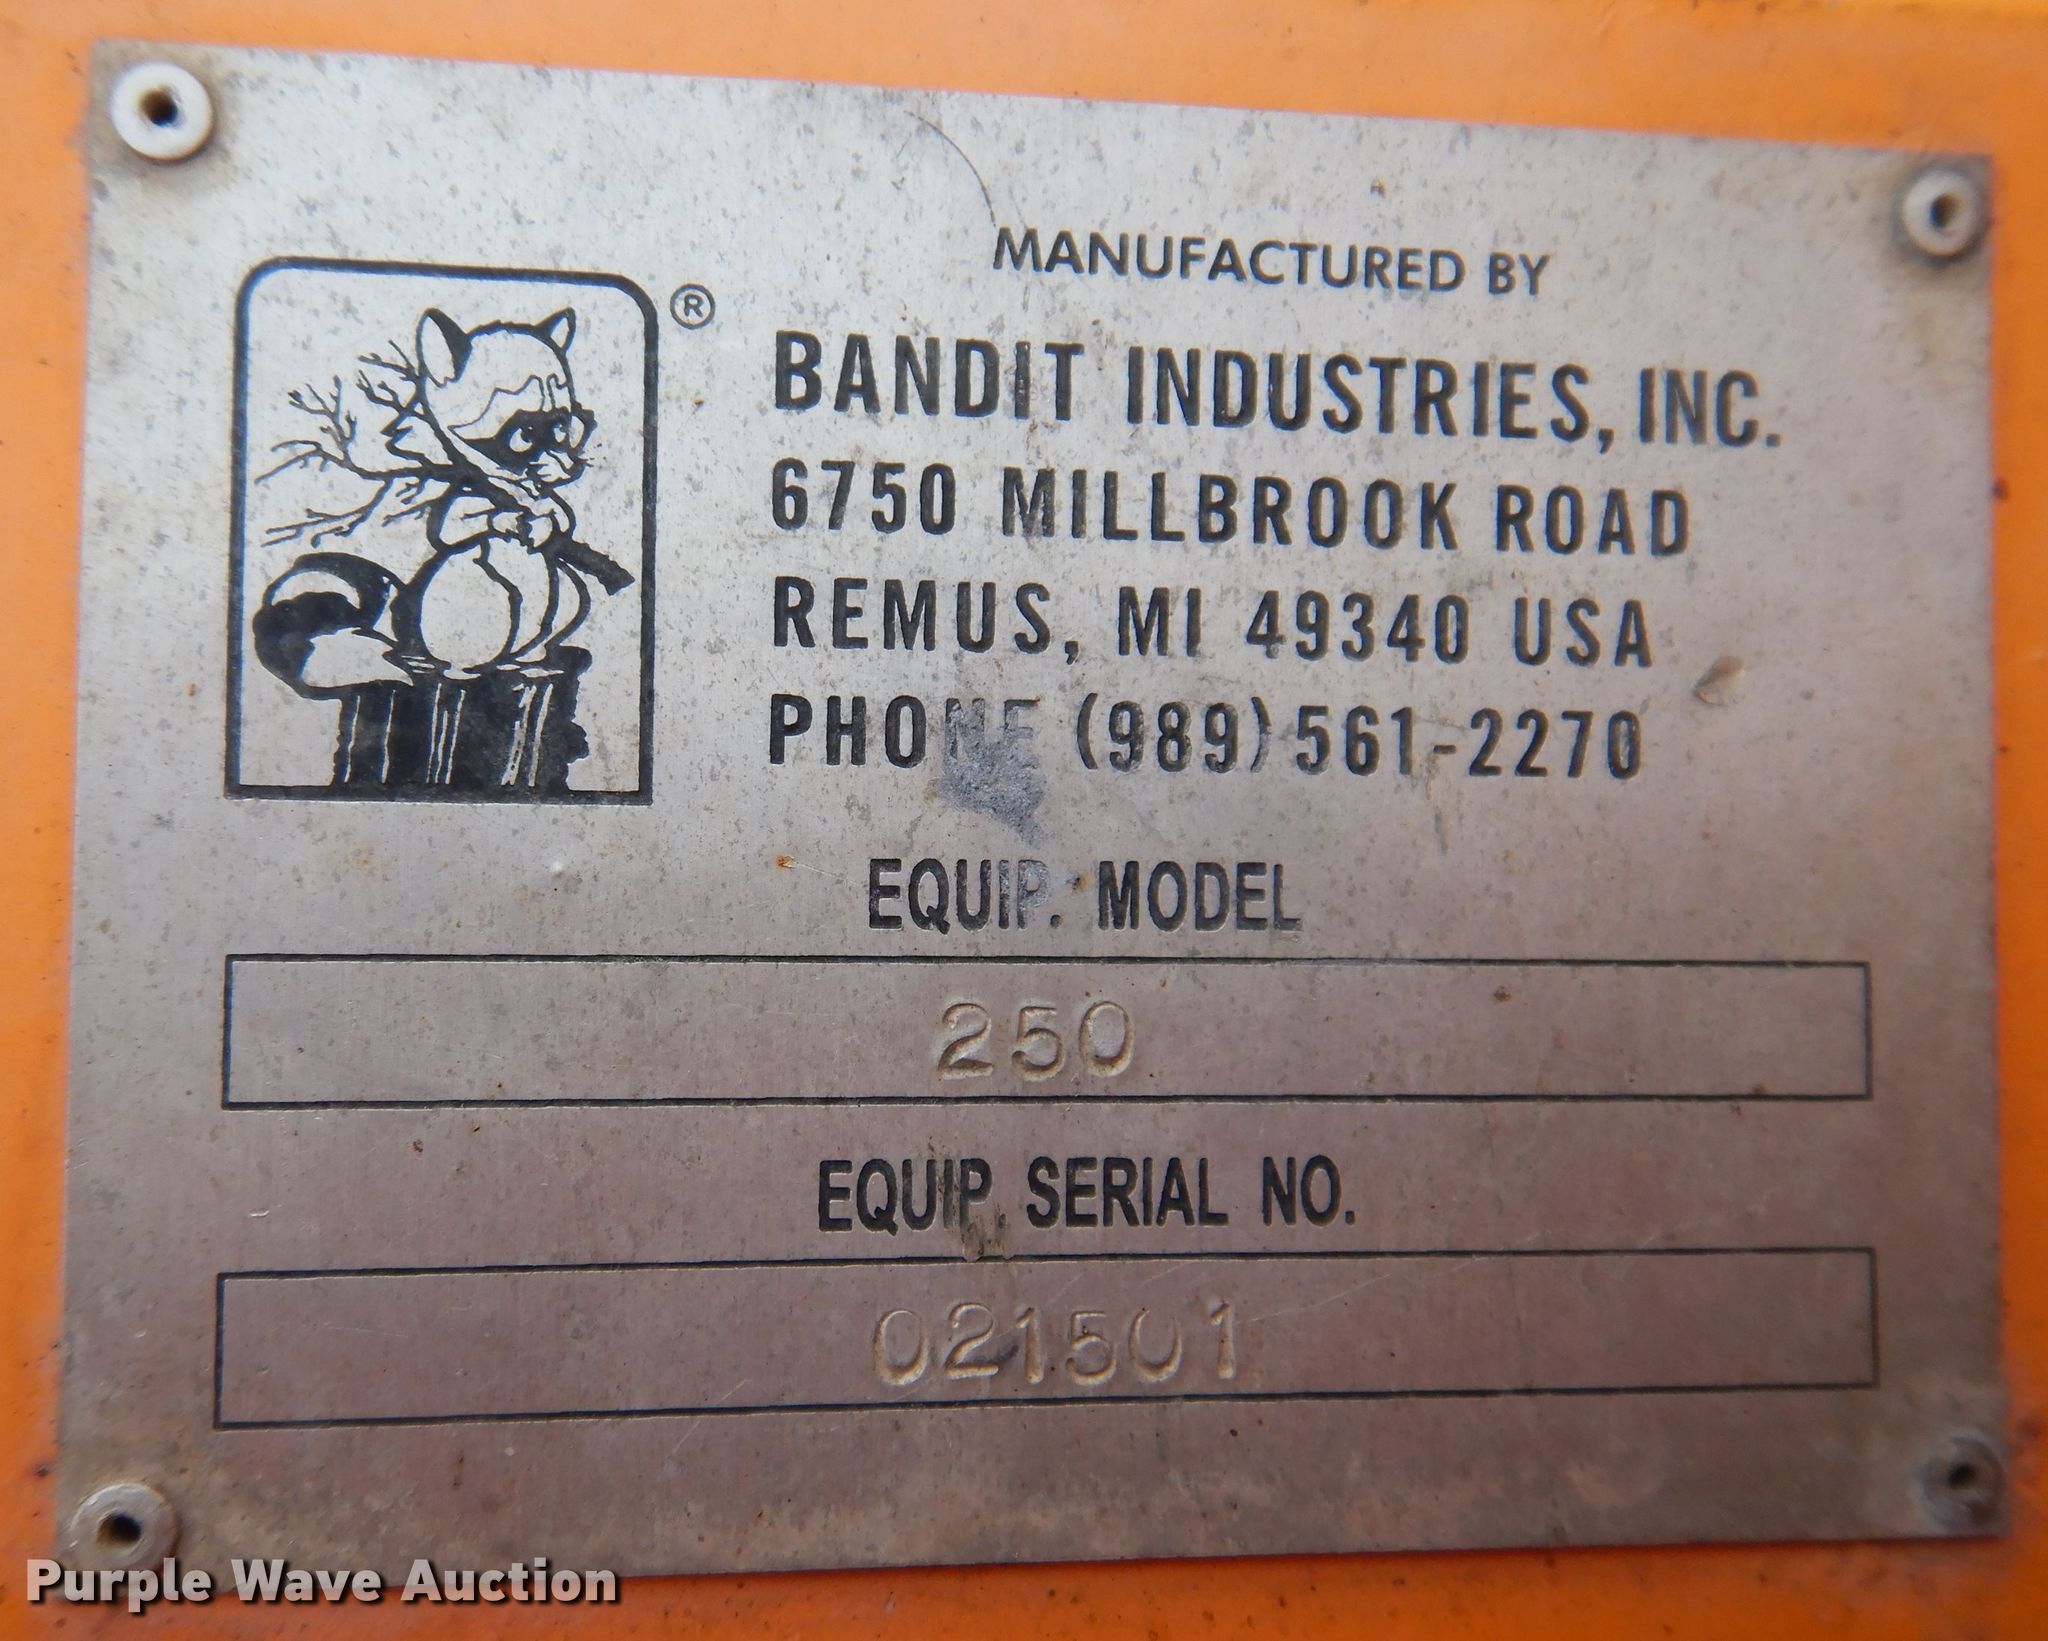 MANUFACTURED BY
®
BANDIT INDUSTRIES, INC.
6750 MILLBROOK ROAD
REMUS, MI 49340 USA
PHONE (989) 561-2270
EQUIP. MODEL
250
EQUIP. SERIAL NO.
021501
Purple Wave Auction